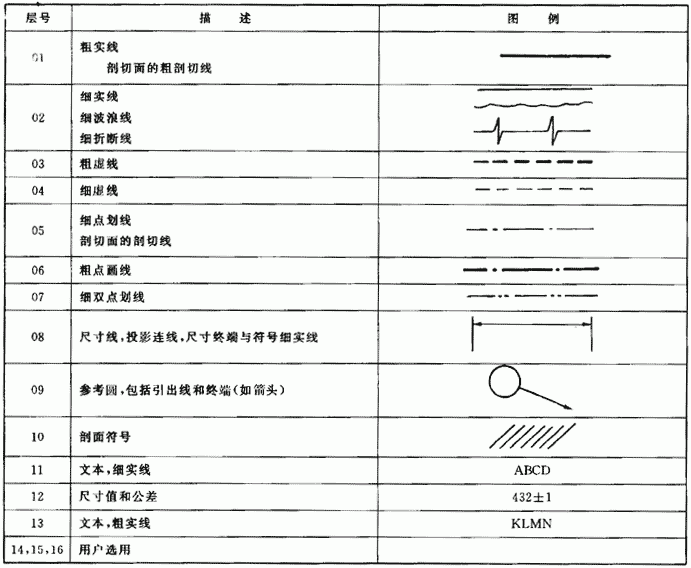 层号 描述 图例
01 粗实线
剖切面的粗剖切线
细实线
02 细波浪线
细折断线
03 粗虚线
04 细虚线
细点划线
05
剖切面的剖切线
06 粗点画线
07 细双点划线
08 尺寸线,投影连线,尺寸终端与符号细实线
09 参考圆,包括引出线和终端(如箭头)
10 剖面符号
11 文本,细实线 ABCD
12 尺寸值和公差 432±1
13 文本,粗实线 KLMN
14,15,16 用户选用